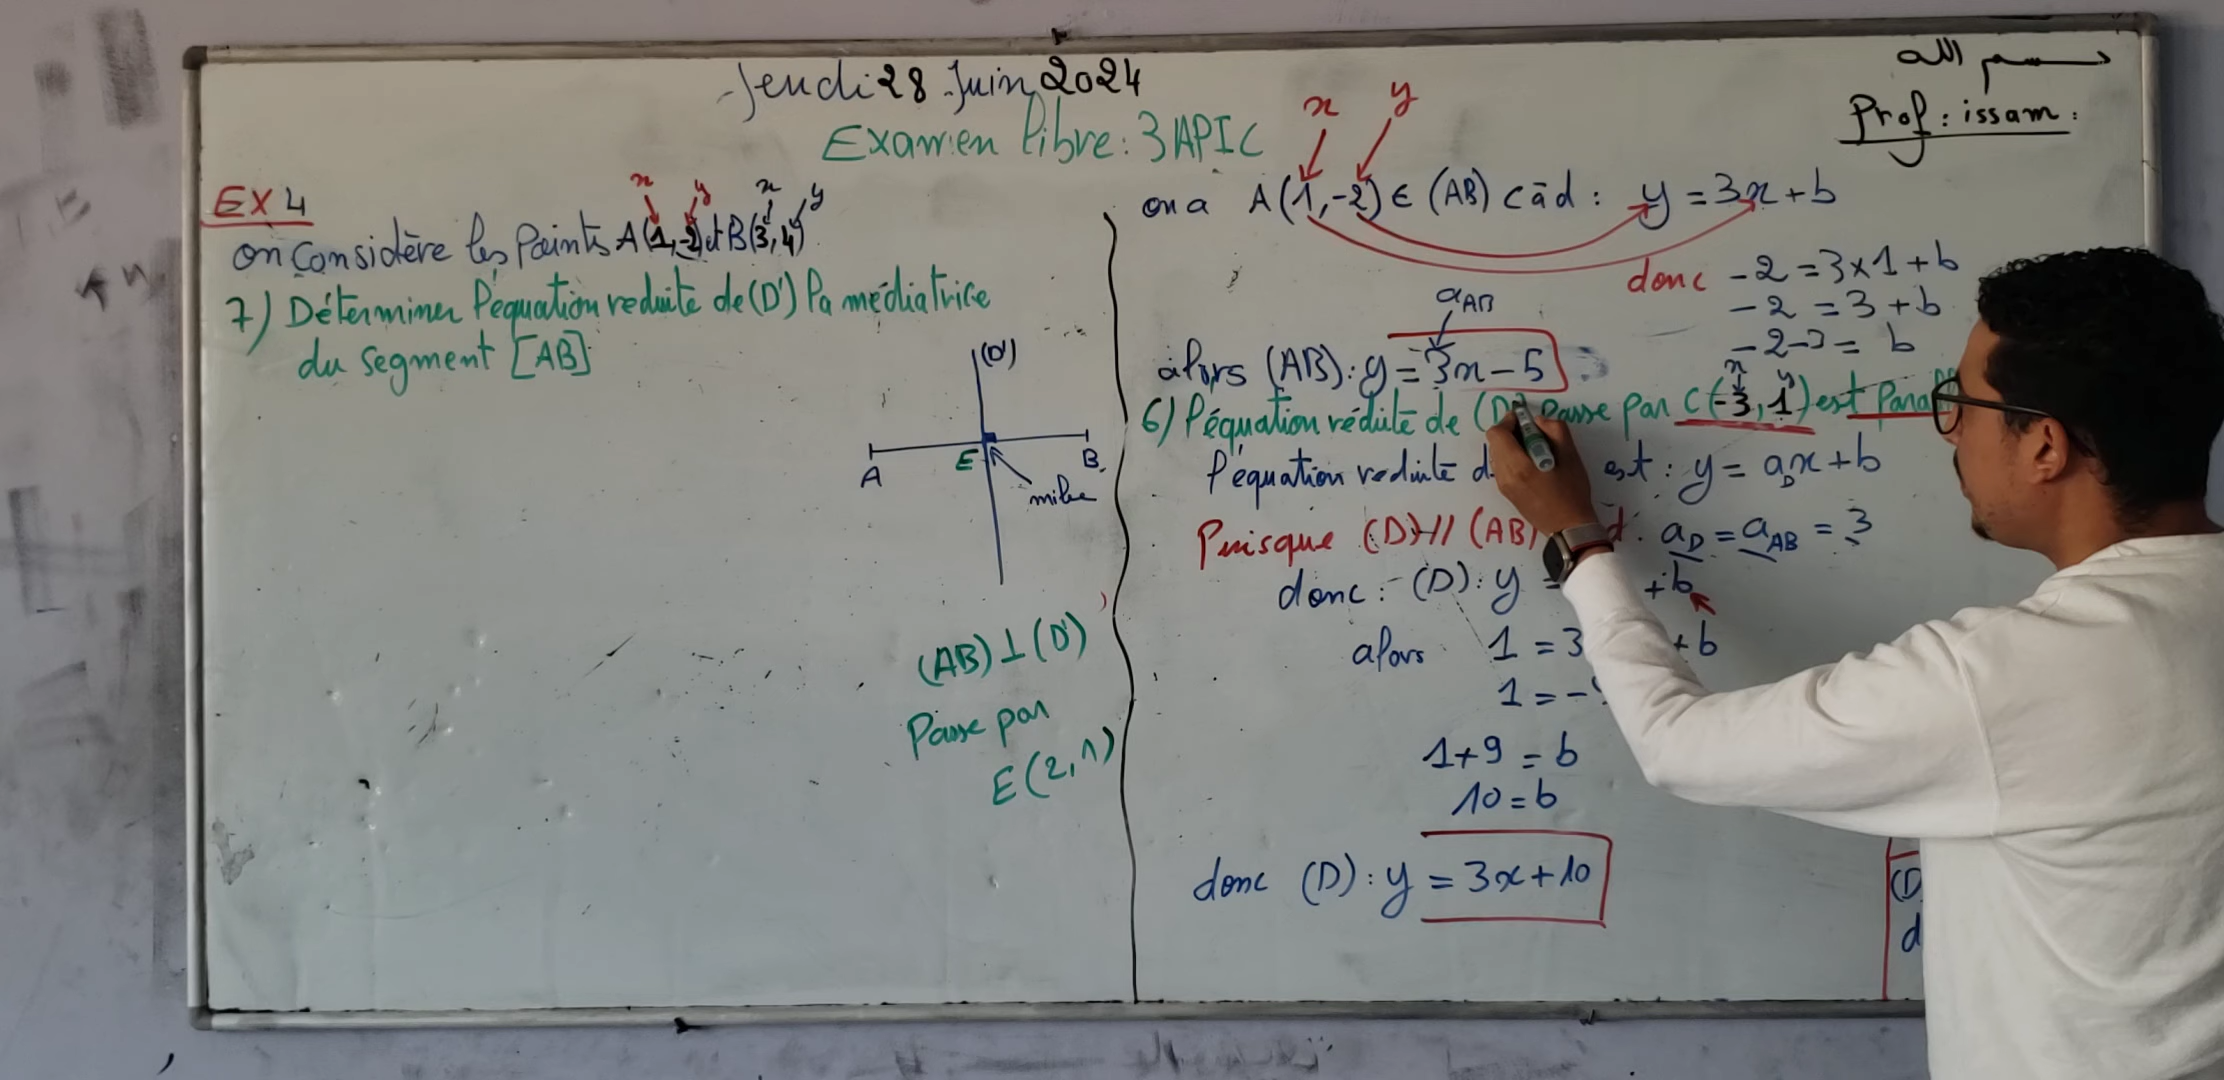 Jeudi 28 Juin 2024
Examen libre : 3APIC
بسم الله
Prof : issam :
EX 4
x y x y
on considère les points A(1,-2) et B(3,4)
7) Déterminer l'équation reduite de (D') la médiatrice
du segment [AB]
(D')
A E B
milieu
(AB) ⊥ (D')
Passe par
E(2,1)
x y
on a A(1,-2) ∈ (AB) càd : y = 3x + b
donc -2 = 3×1 + b
-2 = 3 + b
-2-3 = b
a_AB
alors (AB) : y = 3x - 5
x y
6) l'équation réduite de (D) passe par C(-3,1) est
l'équation reduite est : y = a_D x + b
Puisque (D) // (AB) a_D = a_AB = 3
donc : (D) : y = + b
alors 1 = 3 + b
1 = -
1+9 = b
10 = b
donc (D) : y = 3x + 10
(D
d